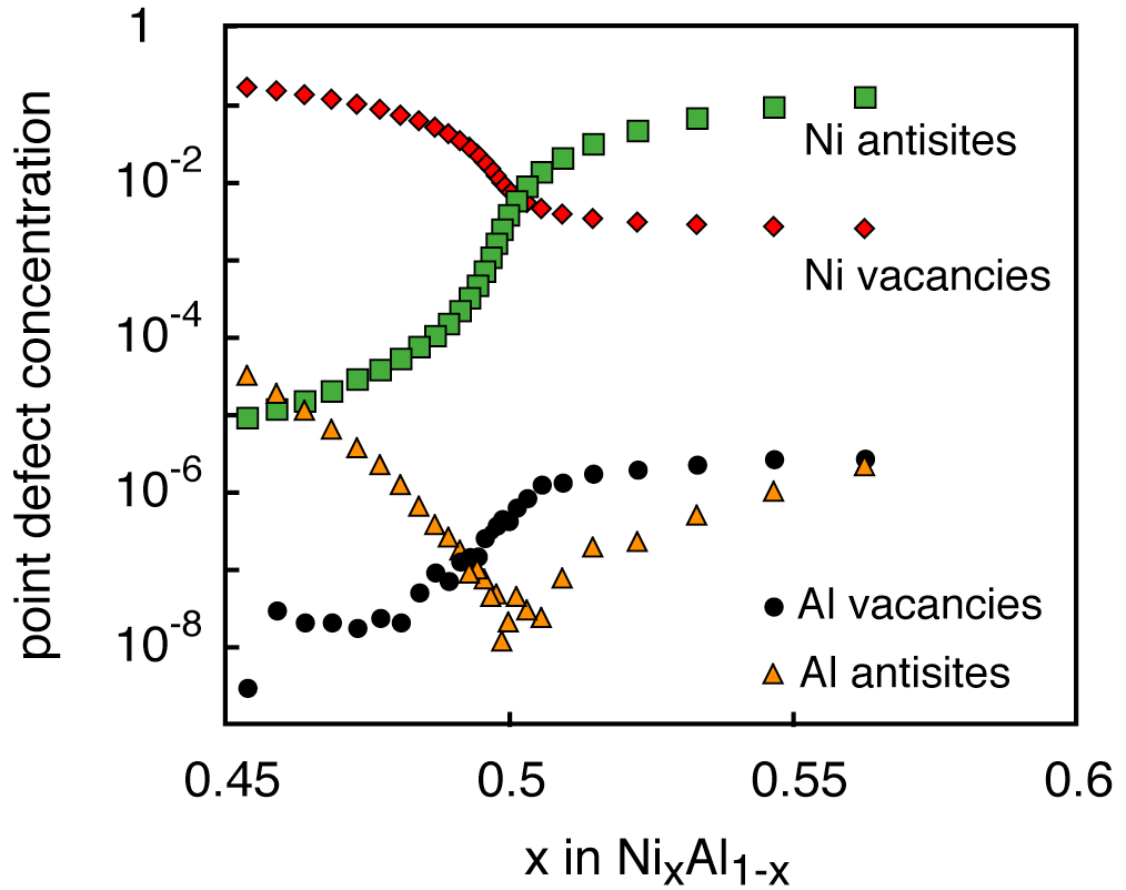 1
10-2
10-4
10-6
10-8
point defect concentration
Ni antisites
Ni vacancies
Al vacancies
Al antisites
0.45
0.5
0.55
0.6
x in NixAl1-x